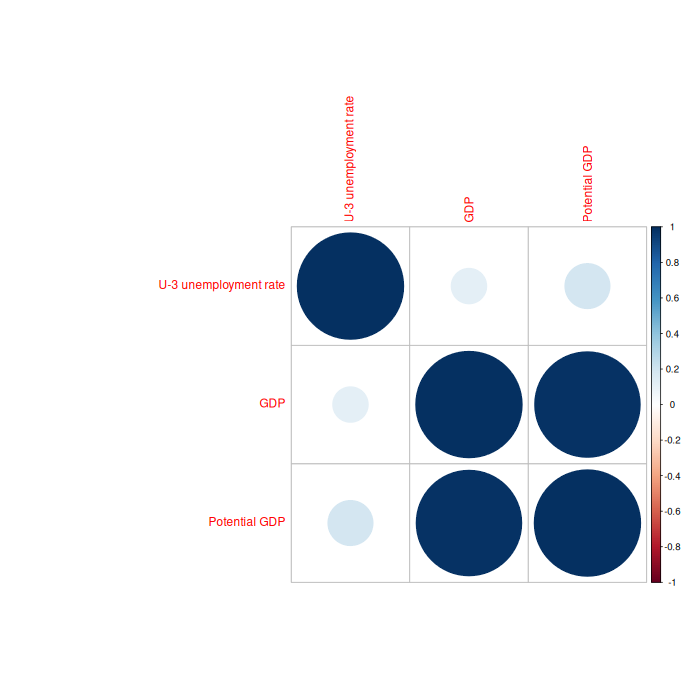 U-3 unemployment rate
GDP
Potential GDP
U-3 unemployment rate
GDP
Potential GDP
1
0.8
0.6
0.4
0.2
0
-0.2
-0.4
-0.6
-0.8
-1